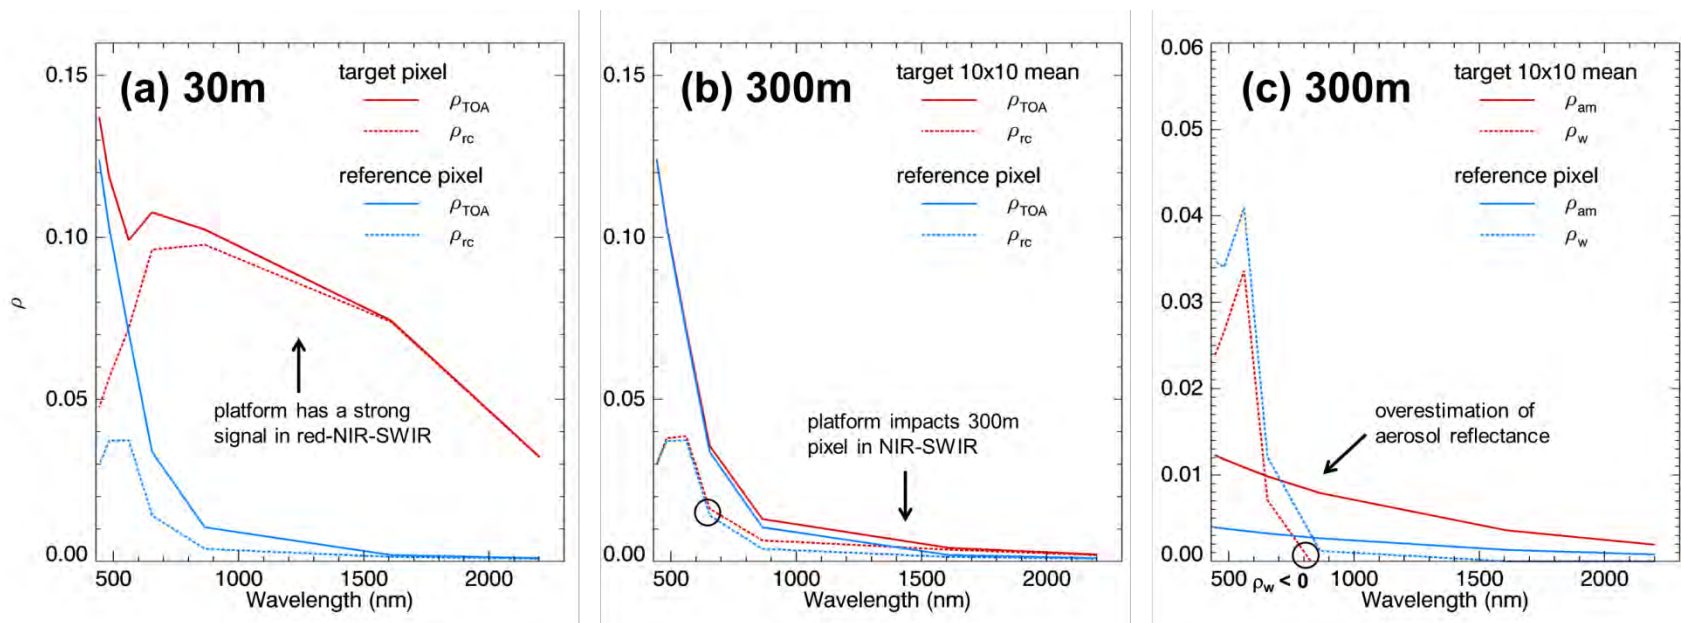 (a) 30m
target pixel
ρTOA
ρrc
reference pixel
ρTOA
ρrc
platform has a strong
signal in red-NIR-SWIR
ρ
0.15
0.10
0.05
0.00
500 1000 1500 2000
Wavelength (nm)
(b) 300m
target 10x10 mean
ρTOA
ρrc
reference pixel
ρTOA
ρrc
platform impacts 300m
pixel in NIR-SWIR
0.15
0.10
0.05
0.00
500 1000 1500 2000
Wavelength (nm)
(c) 300m
target 10x10 mean
ρam
ρw
reference pixel
ρam
ρw
overestimation of
aerosol reflectance
0.06
0.05
0.04
0.03
0.02
0.01
0.00
500 1000 1500 2000
ρw < 0
Wavelength (nm)